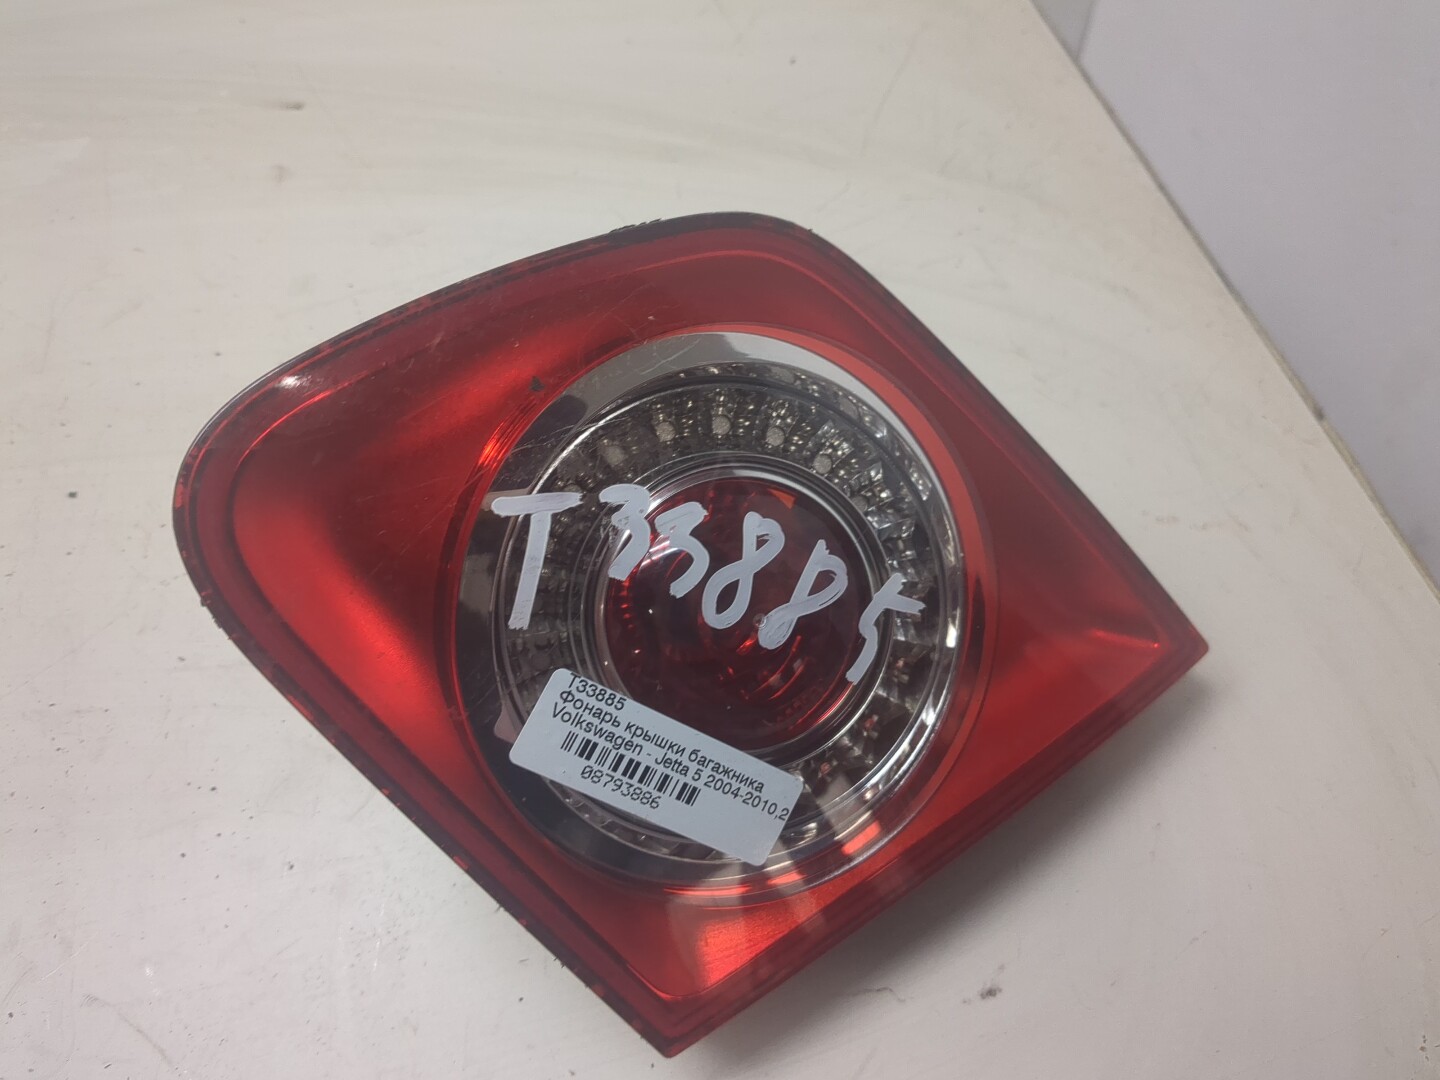 T33885
T33885
Фонарь крышки багажника
Volkswagen - Jetta 5 2004-2010,2
08793886